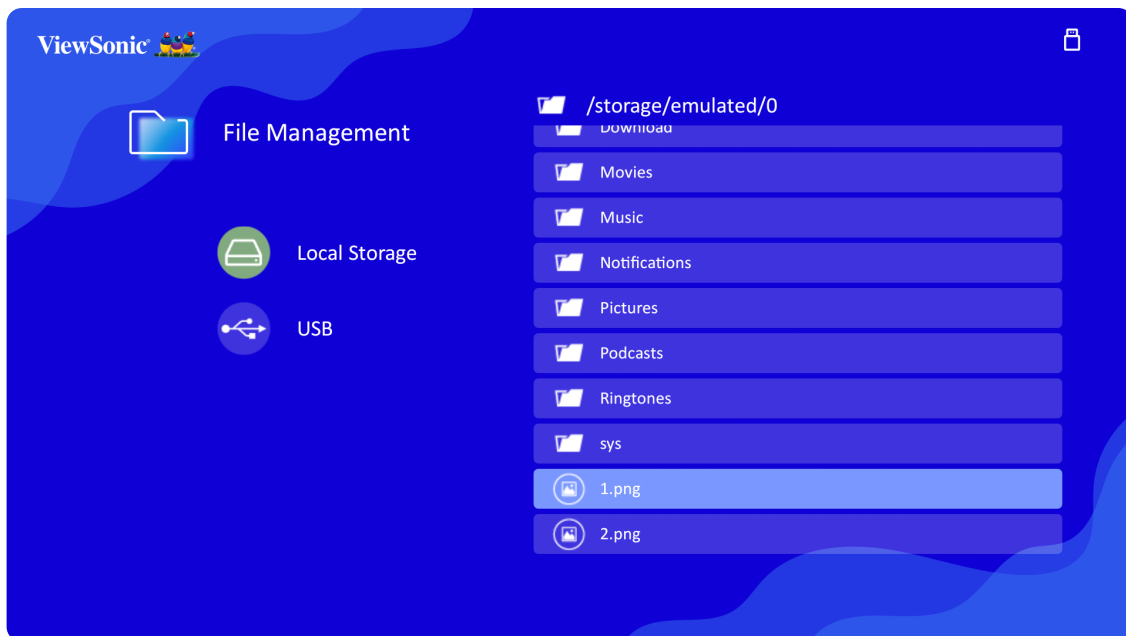 ViewSonic
File Management
Local Storage
USB
/storage/emulated/0
Download
Movies
Music
Notifications
Pictures
Podcasts
Ringtones
sys
1.png
2.png